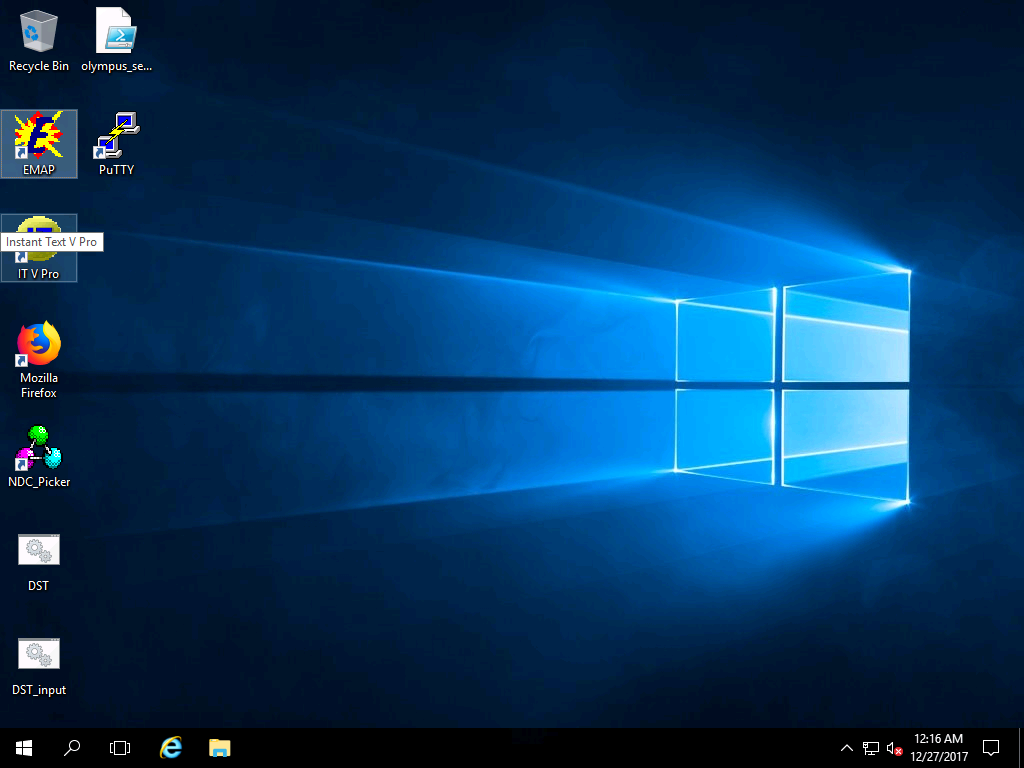 Recycle Bin
olympus_se...
EMAP
PuTTY
Instant Text V Pro
IT V Pro
Mozilla
Firefox
NDC_Picker
DST
DST_input
12:16 AM
12/27/2017